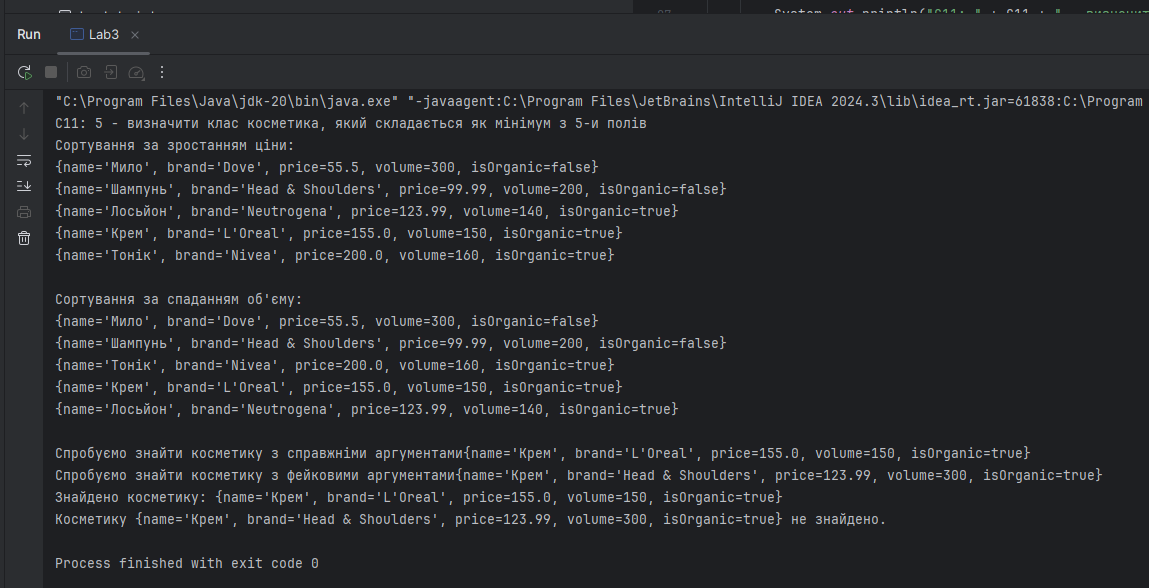 Run Lab3
"C:\Program Files\Java\jdk-20\bin\java.exe" "-javaagent:C:\Program Files\JetBrains\IntelliJ IDEA 2024.3\lib\idea_rt.jar=61838:C:\Program
C11: 5 - визначити клас косметика, який складається як мінімум з 5-и полів
Сортування за зростанням ціни:
{name='Мило', brand='Dove', price=55.5, volume=300, isOrganic=false}
{name='Шампунь', brand='Head & Shoulders', price=99.99, volume=200, isOrganic=false}
{name='Лосьйон', brand='Neutrogena', price=123.99, volume=140, isOrganic=true}
{name='Крем', brand='L'Oreal', price=155.0, volume=150, isOrganic=true}
{name='Тонік', brand='Nivea', price=200.0, volume=160, isOrganic=true}
Сортування за спаданням об'єму:
{name='Мило', brand='Dove', price=55.5, volume=300, isOrganic=false}
{name='Шампунь', brand='Head & Shoulders', price=99.99, volume=200, isOrganic=false}
{name='Тонік', brand='Nivea', price=200.0, volume=160, isOrganic=true}
{name='Крем', brand='L'Oreal', price=155.0, volume=150, isOrganic=true}
{name='Лосьйон', brand='Neutrogena', price=123.99, volume=140, isOrganic=true}
Спробуємо знайти косметику з справжніми аргументами{name='Крем', brand='L'Oreal', price=155.0, volume=150, isOrganic=true}
Спробуємо знайти косметику з фейковими аргументами{name='Крем', brand='Head & Shoulders', price=123.99, volume=300, isOrganic=true}
Знайдено косметику: {name='Крем', brand='L'Oreal', price=155.0, volume=150, isOrganic=true}
Косметику {name='Крем', brand='Head & Shoulders', price=123.99, volume=300, isOrganic=true} не знайдено.
Process finished with exit code 0